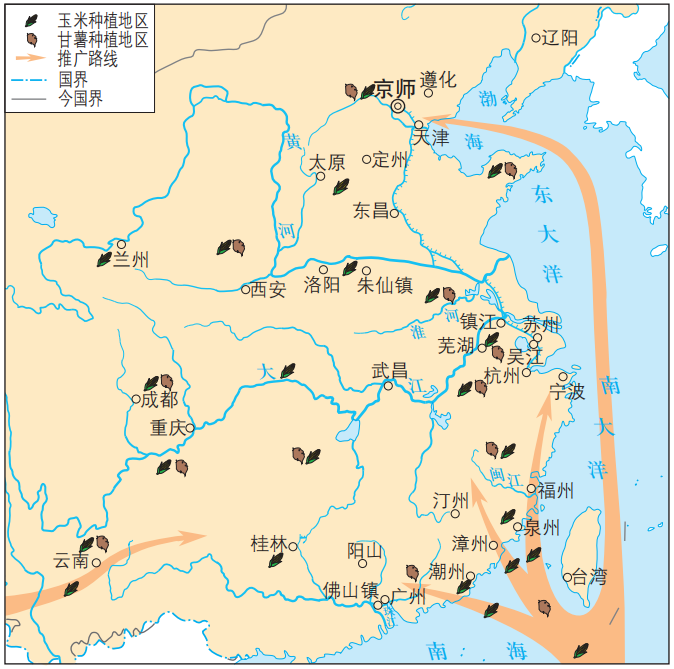 玉米种植地区
甘薯种植地区
推广路线
国界
今国界
辽阳
京师
遵化
渤
海
天津
黄
太原
定州
东昌
东
大
洋
河
兰州
西安
洛阳
朱仙镇
河
淮
镇江
苏州
芜湖
吴江
杭州
宁波
大
武昌
江
成都
重庆
南
大
洋
闽江
福州
汀州
泉州
漳州
桂林
阳山
云南
潮州
台湾
佛山镇
广州
珠江
南
海